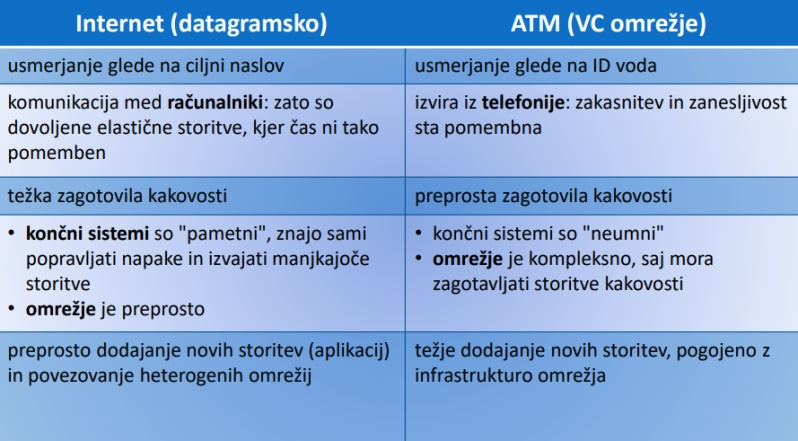 Internet (datagramsko)
ATM (VC omrežje)
usmerjanje glede na ciljni naslov
usmerjanje glede na ID voda
komunikacija med računalniki: zato so
dovoljene elastične storitve, kjer čas ni tako
pomemben
izvira iz telefonije: zakasnitev in zanesljivost
sta pomembna
težka zagotovila kakovosti
preprosta zagotovila kakovosti
• končni sistemi so "pametni", znajo sami
popravljati napake in izvajati manjkajoče
storitve
• omrežje je preprosto
• končni sistemi so "neumni"
• omrežje je kompleksno, saj mora
zagotavljati storitve kakovosti
preprosto dodajanje novih storitev (aplikacij)
in povezovanje heterogenih omrežij
težje dodajanje novih storitev, pogojeno z
infrastrukturo omrežja